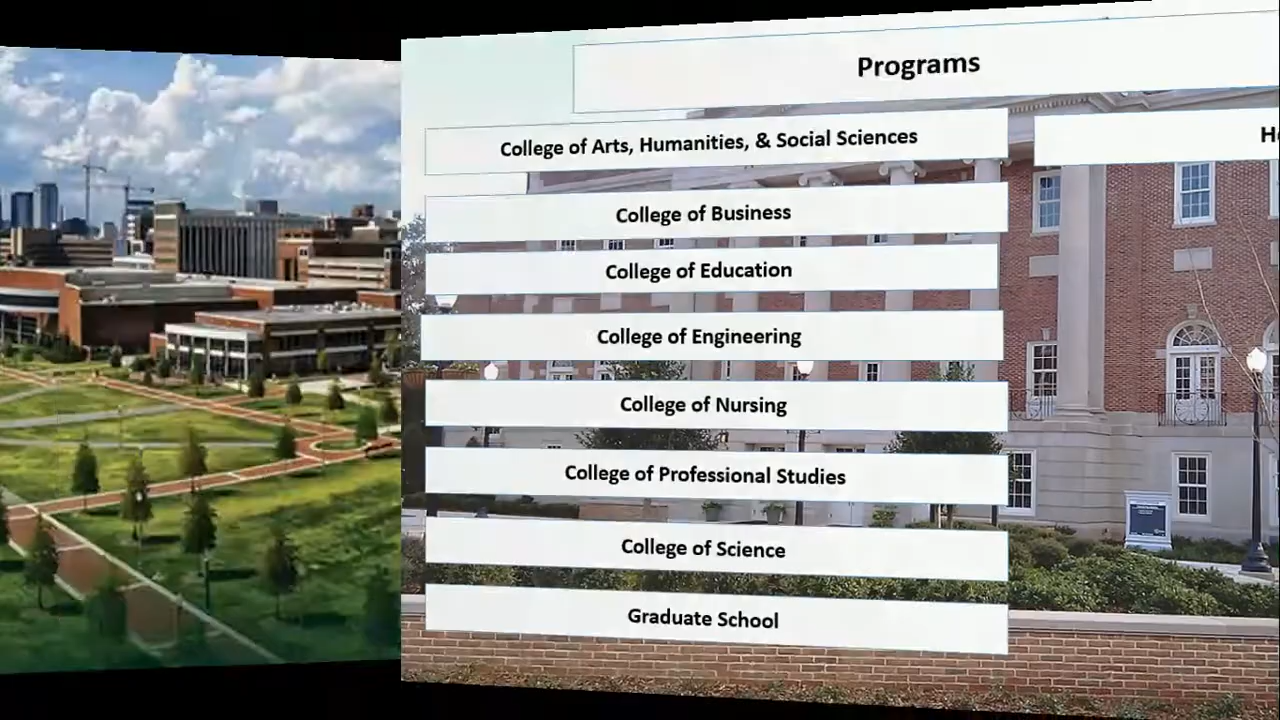 Programs
College of Arts, Humanities, & Social Sciences
H
College of Business
College of Education
College of Engineering
College of Nursing
College of Professional Studies
College of Science
Graduate School